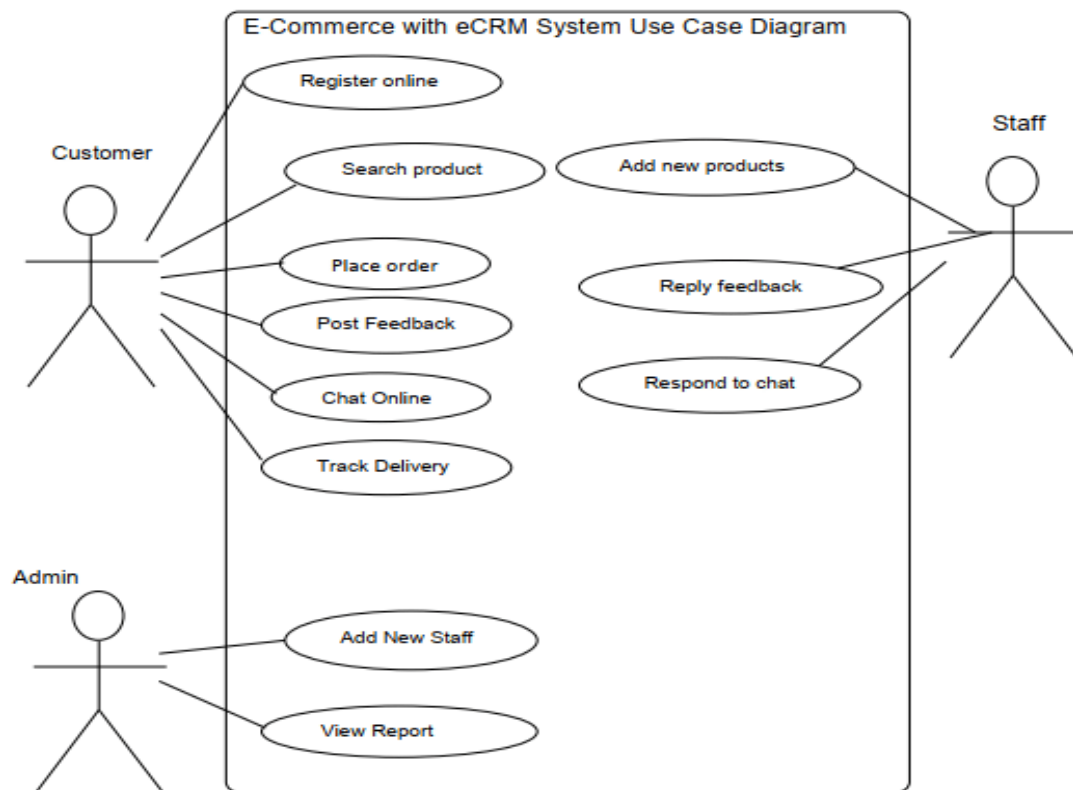 E-Commerce with eCRM System Use Case Diagram
Register online
Customer
Staff
Search product
Add new products
Place order
Reply feedback
Post Feedback
Chat Online
Respond to chat
Track Delivery
Admin
Add New Staff
View Report